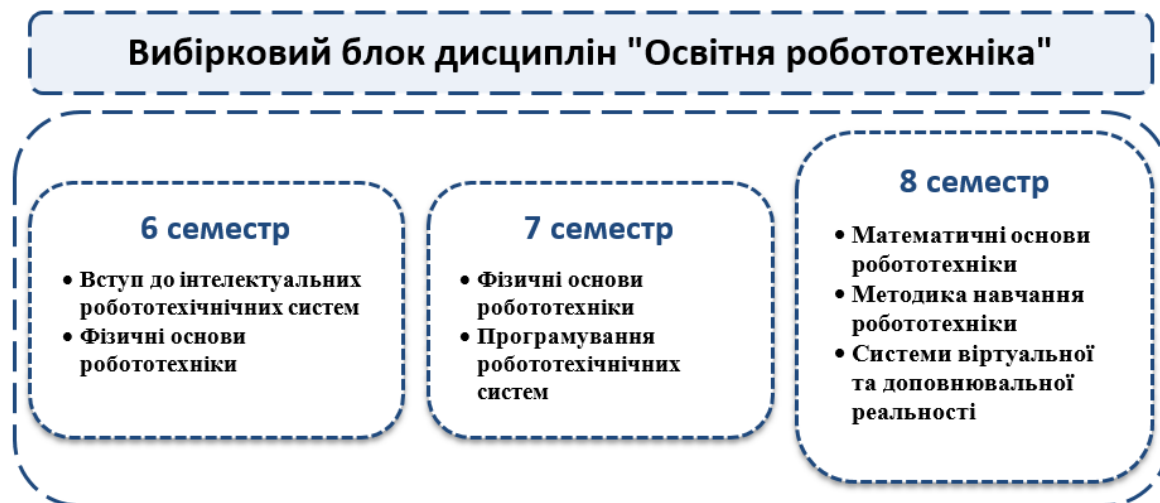 Вибірковий блок дисциплін "Освітня робототехніка"
6 семестр
• Вступ до інтелектуальних
робототехічнічних систем
• Фізичні основи
робототехніки
7 семестр
• Фізичні основи
робототехніки
• Програмування
робототехічнічних
систем
8 семестр
• Математичні основи
робототехніки
• Методика навчання
робототехніки
• Системи віртуальної
та доповнювальної
реальності